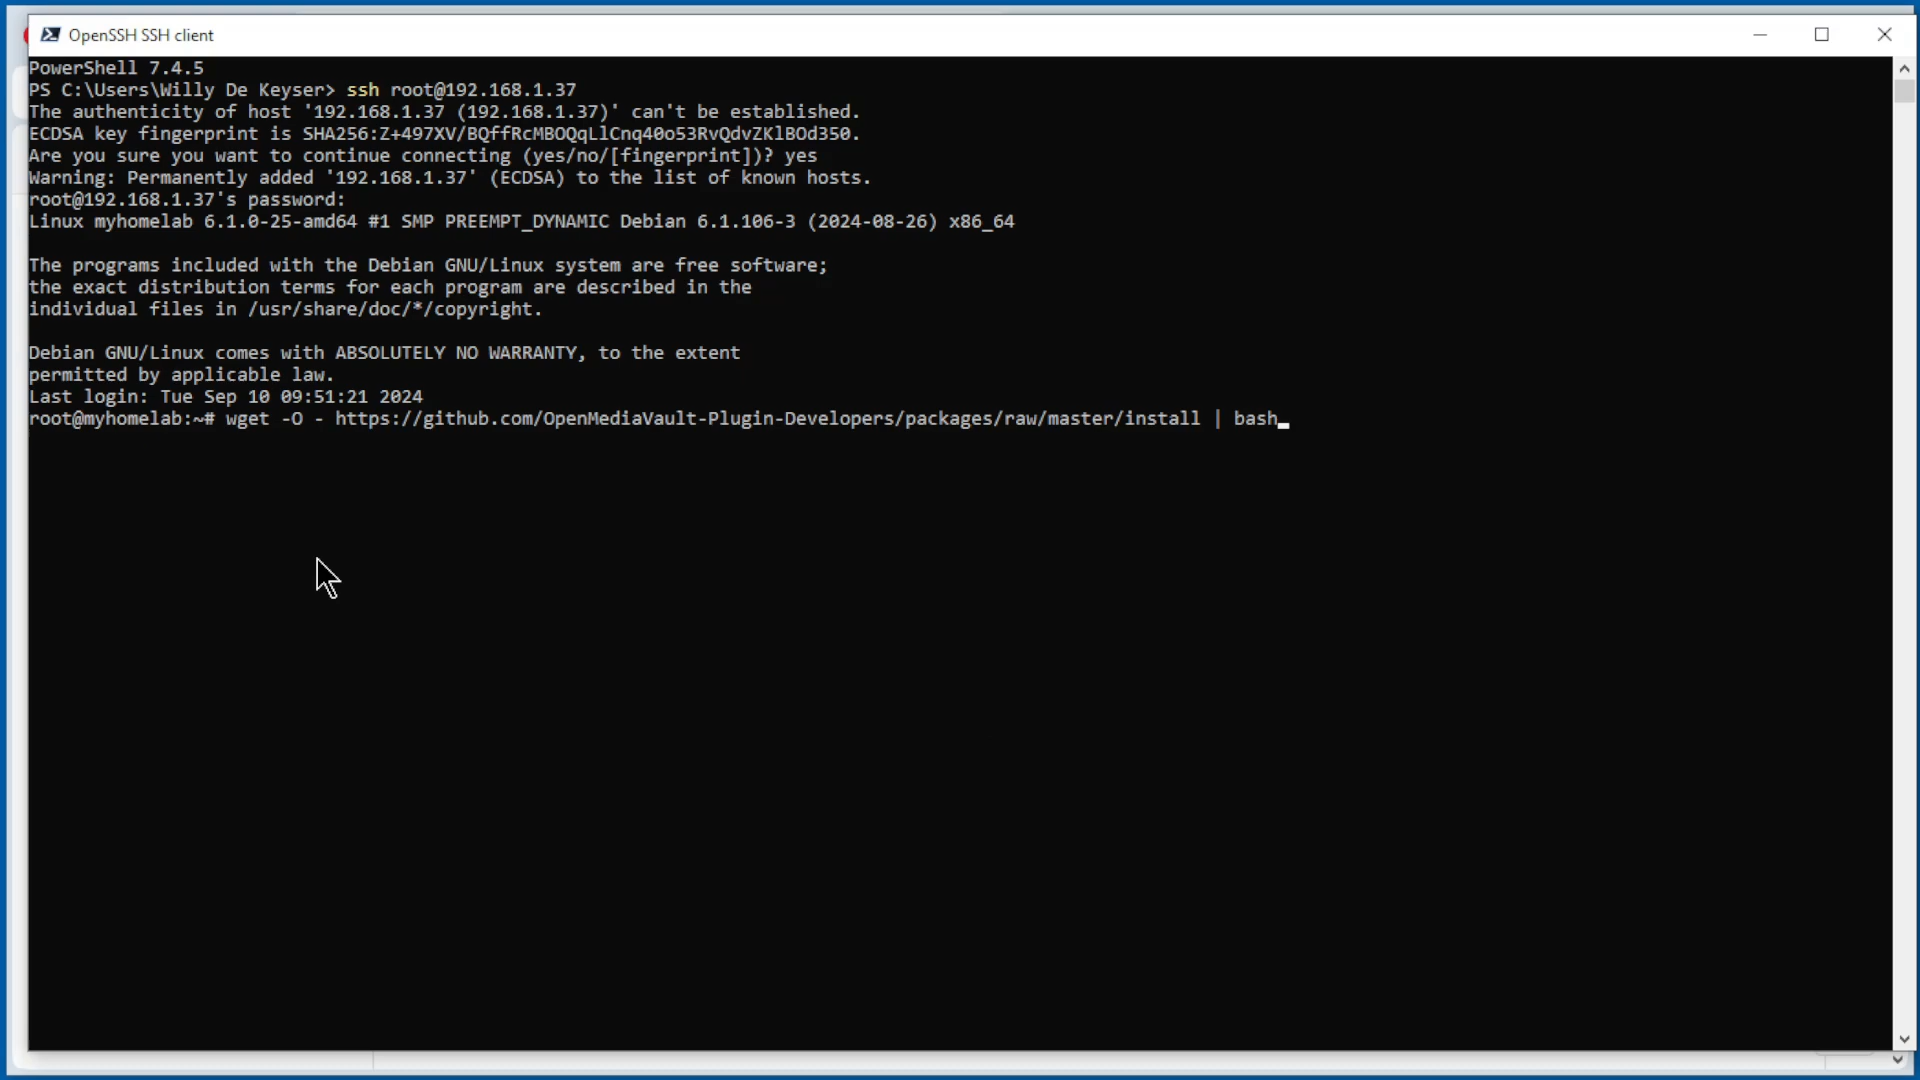 OpenSSH SSH client
PowerShell 7.4.5
PS C:\Users\Willy De Keyser> ssh root@192.168.1.37
The authenticity of host '192.168.1.37 (192.168.1.37)' can't be established.
ECDSA key fingerprint is SHA256:Z+497XV/BQffRcMBOQqLlCnq40o53RvQdvZKlBOd350.
Are you sure you want to continue connecting (yes/no/[fingerprint])? yes
Warning: Permanently added '192.168.1.37' (ECDSA) to the list of known hosts.
root@192.168.1.37's password:
Linux myhomelab 6.1.0-25-amd64 #1 SMP PREEMPT_DYNAMIC Debian 6.1.106-3 (2024-08-26) x86_64
The programs included with the Debian GNU/Linux system are free software;
the exact distribution terms for each program are described in the
individual files in /usr/share/doc/*/copyright.
Debian GNU/Linux comes with ABSOLUTELY NO WARRANTY, to the extent
permitted by applicable law.
Last login: Tue Sep 10 09:51:21 2024
root@myhomelab:~# wget -O - https://github.com/OpenMediaVault-Plugin-Developers/packages/raw/master/install | bash